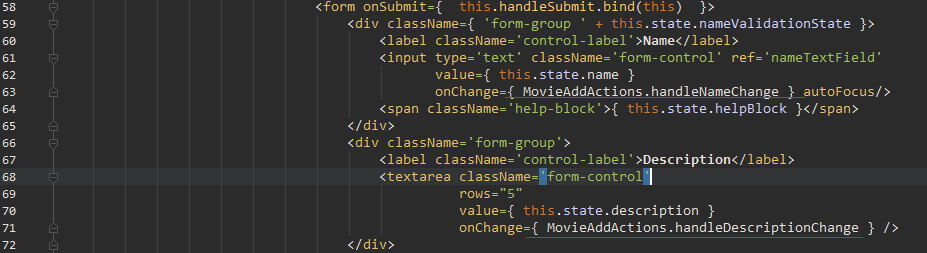 58 <form onSubmit={ this.handleSubmit.bind(this) }>
59 <div className={ 'form-group ' + this.state.nameValidationState }>
60 <label className='control-label'>Name</label>
61 <input type='text' className='form-control' ref='nameTextField'
62 value={ this.state.name }
63 onChange={ MovieAddActions.handleNameChange } autoFocus/>
64 <span className='help-block'>{ this.state.helpBlock }</span>
65 </div>
66 <div className='form-group'>
67 <label className='control-label'>Description</label>
68 <textarea className='form-control'
69 rows="5"
70 value={ this.state.description }
71 onChange={ MovieAddActions.handleDescriptionChange } />
72 </div>